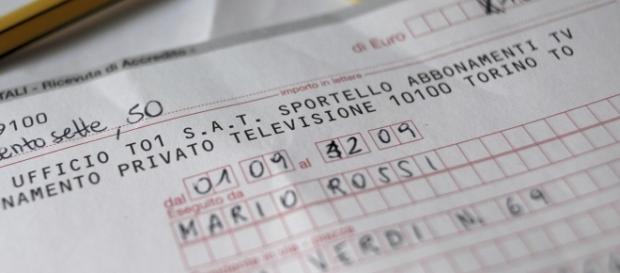 TALI - Ricevuta di Accredito -
di Euro
importo in lettere
9100
ento sette, 50
UFFICIO TO1 S.A.T. SPORTELLO ABBONAMENTI TV
NAMENTO PRIVATO TELEVISIONE 10100 TORINO TO
dal 01 09 al 12 09
Eseguito da
MARIO ROSSI
VERDI N. 69